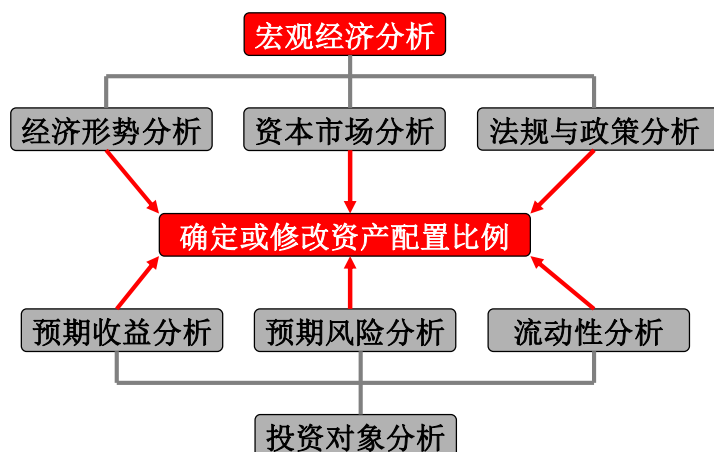 宏观经济分析
经济形势分析
资本市场分析
法规与政策分析
确定或修改资产配置比例
预期收益分析
预期风险分析
流动性分析
投资对象分析